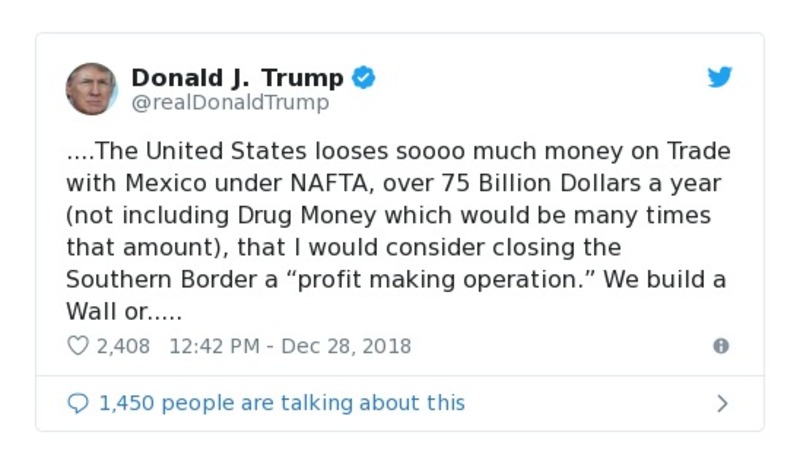 Donald J. Trump
@realDonaldTrump
....The United States looses soooo much money on Trade
with Mexico under NAFTA, over 75 Billion Dollars a year
(not including Drug Money which would be many times
that amount), that I would consider closing the
Southern Border a “profit making operation.” We build a
Wall or.....
2,408 12:42 PM - Dec 28, 2018
1,450 people are talking about this